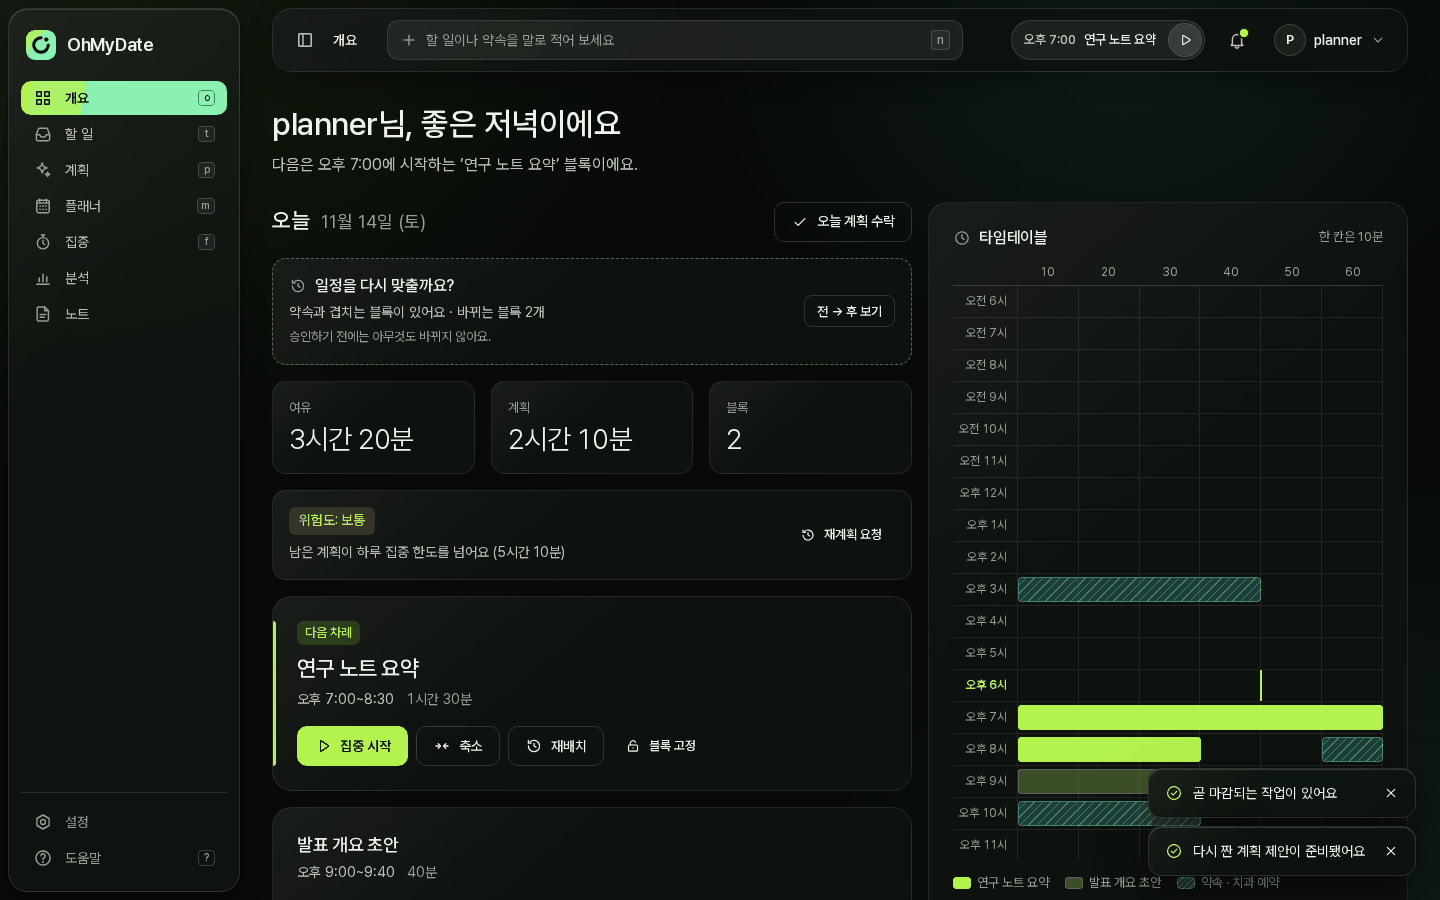 OhMyDate
개요 o
할 일 t
계획 p
플래너 m
집중 f
분석
노트
설정
도움말 ?
개요
할 일이나 약속을 말로 적어 보세요 n
오후 7:00 연구 노트 요약
P planner
planner님, 좋은 저녁이에요
다음은 오후 7:00에 시작하는 ‘연구 노트 요약’ 블록이에요.
오늘 11월 14일 (토)
오늘 계획 수락
일정을 다시 맞출까요?
약속과 겹치는 블록이 있어요 · 바뀌는 블록 2개
승인하기 전에는 아무것도 바뀌지 않아요.
전 → 후 보기
여유
3시간 20분
계획
2시간 10분
블록
2
위험도: 보통
남은 계획이 하루 집중 한도를 넘어요 (5시간 10분)
재계획 요청
다음 차례
연구 노트 요약
오후 7:00~8:30 1시간 30분
집중 시작
축소
재배치
블록 고정
발표 개요 초안
오후 9:00~9:40 40분
타임테이블
한 칸은 10분
10 20 30 40 50 60
오전 6시
오전 7시
오전 8시
오전 9시
오전 10시
오전 11시
오후 12시
오후 1시
오후 2시
오후 3시
오후 4시
오후 5시
오후 6시
오후 7시
오후 8시
오후 9시
오후 10시
오후 11시
연구 노트 요약 발표 개요 초안 약속 · 치과 예약
곧 마감되는 작업이 있어요
다시 짠 계획 제안이 준비됐어요